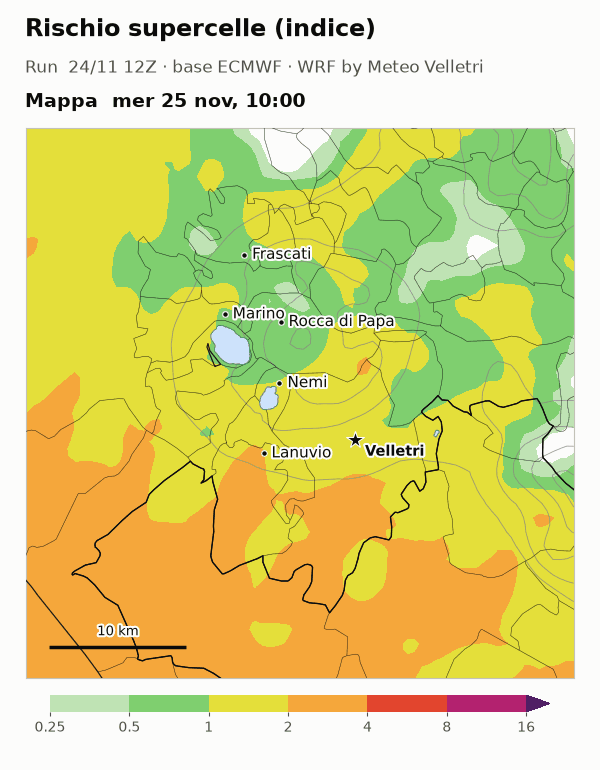 Rischio supercelle (indice)
Run  24/11 12Z · base ECMWF · WRF by Meteo Velletri
Mappa  mer 25 nov, 10:00
Frascati
Marino
Rocca di Papa
Nemi
Velletri
Lanuvio
10 km
0.25 0.5 1 2 4 8 16